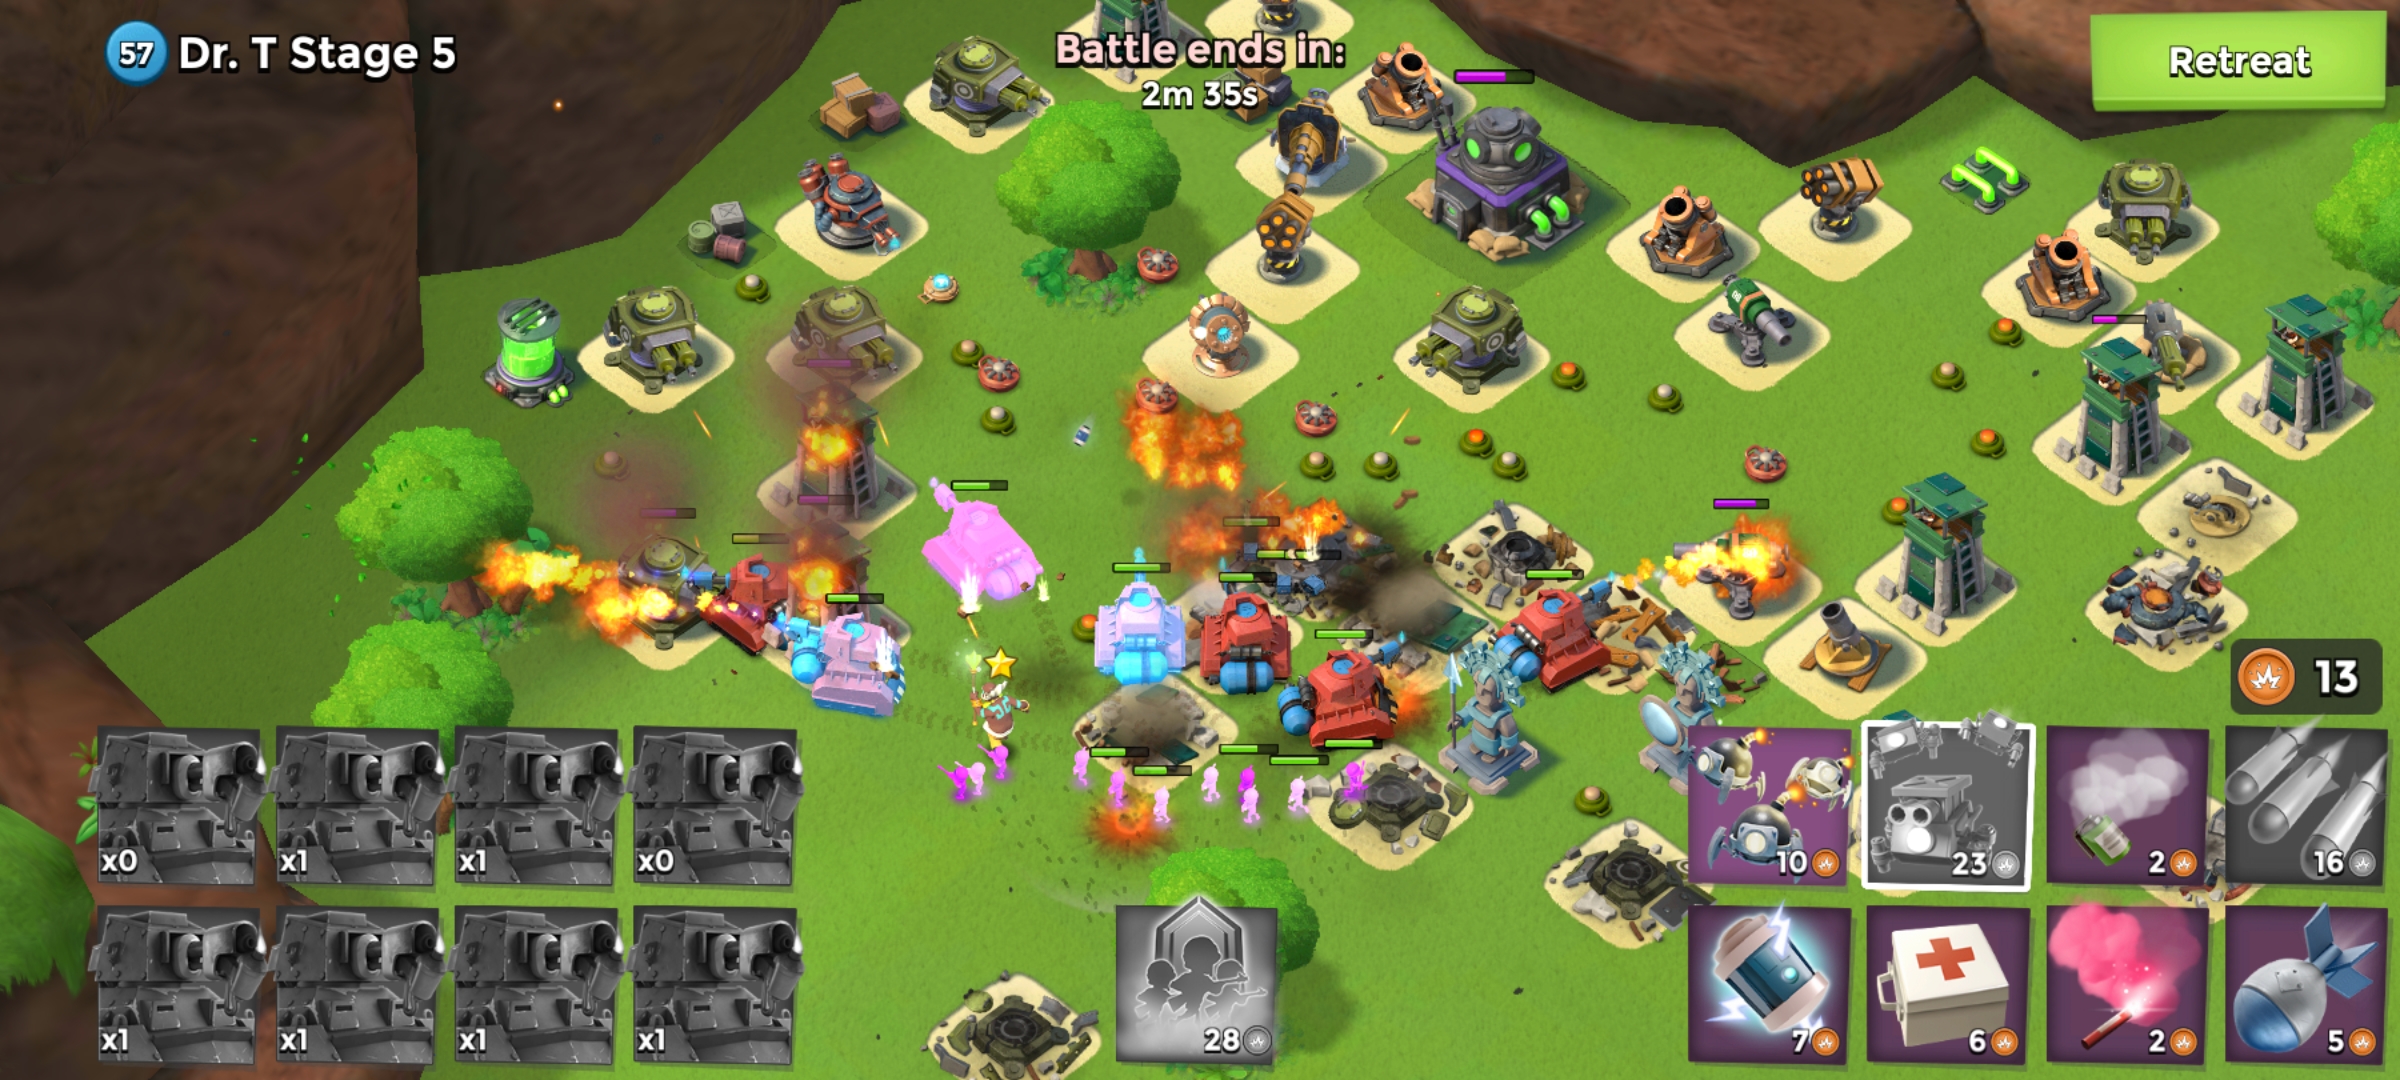 57 Dr. T Stage 5
Battle ends in:
2m 35s
Retreat
13
x0 x1 x1 x0
10 23 2 16
x1 x1 x1 x1
28
7 6 2 5